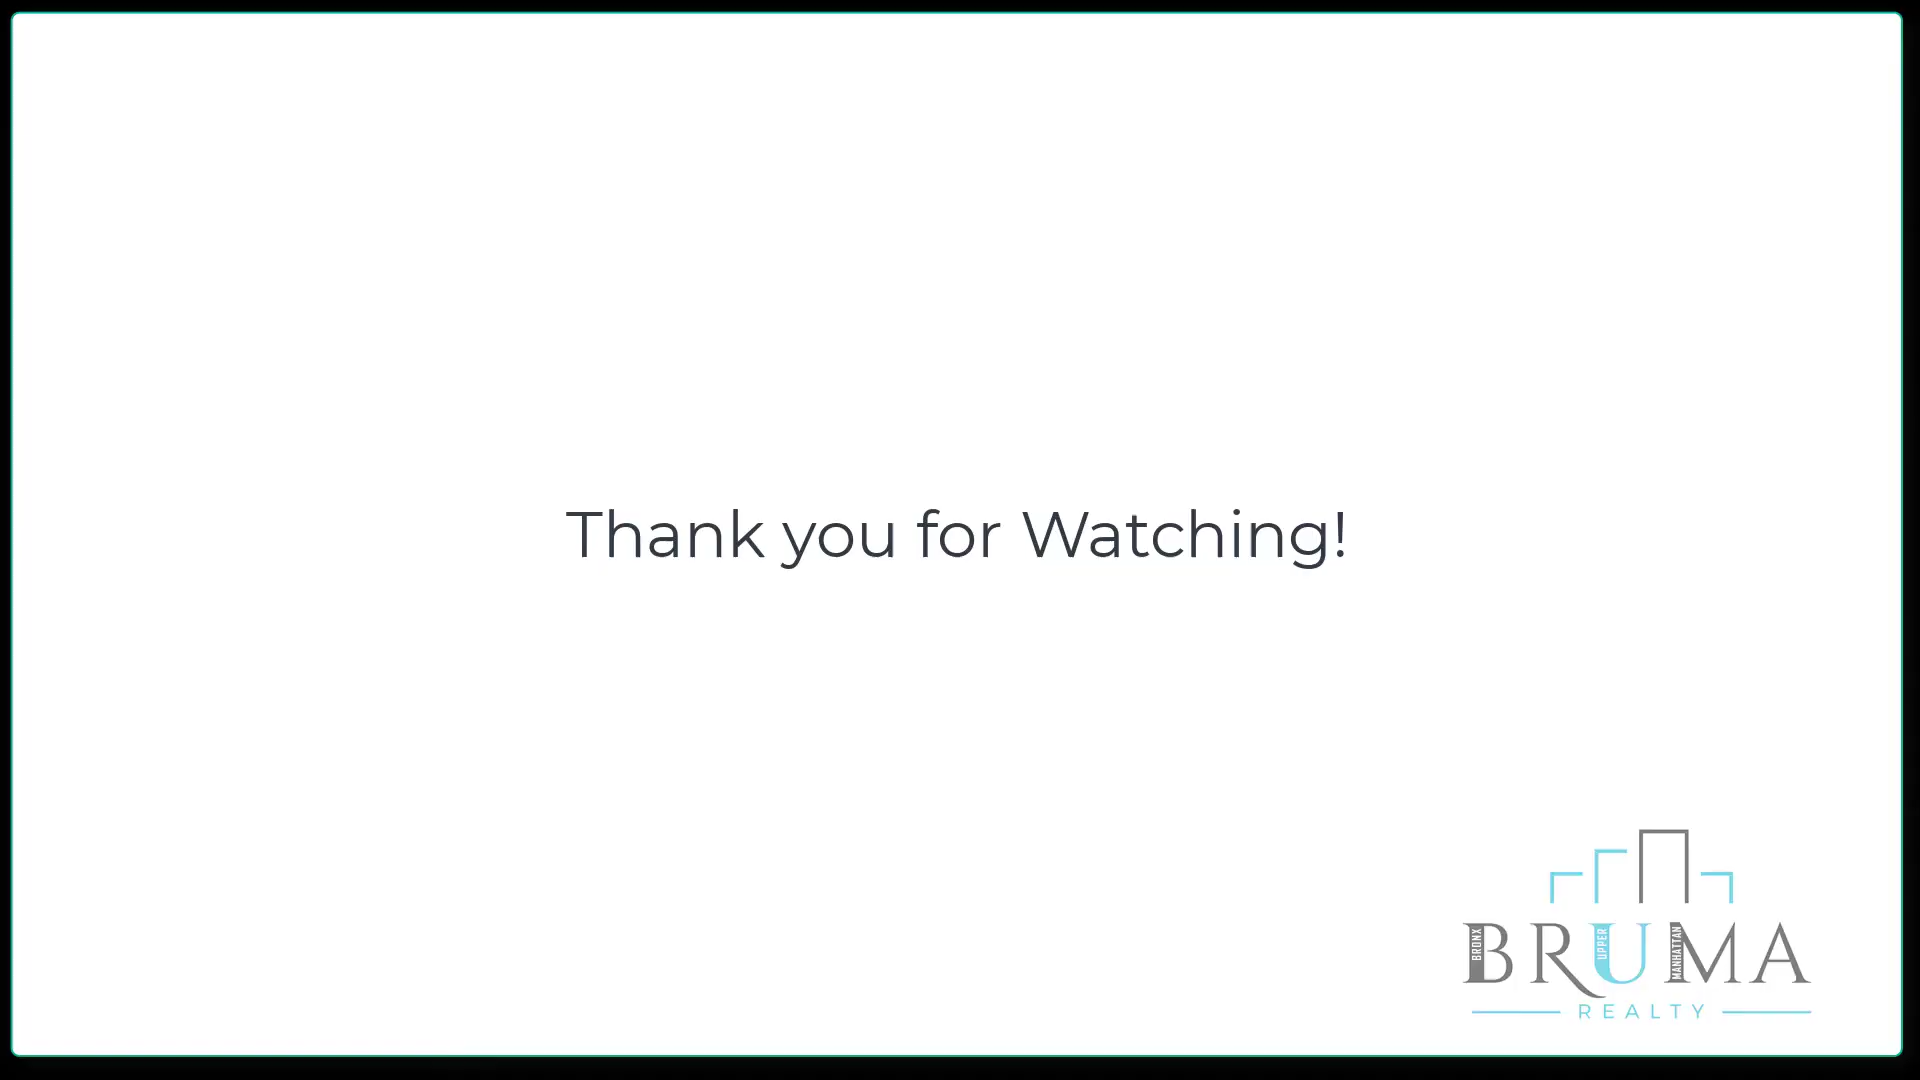 Thank you for Watching!
BRUMA
BRONX
UPPER
MANHATTAN
REALTY